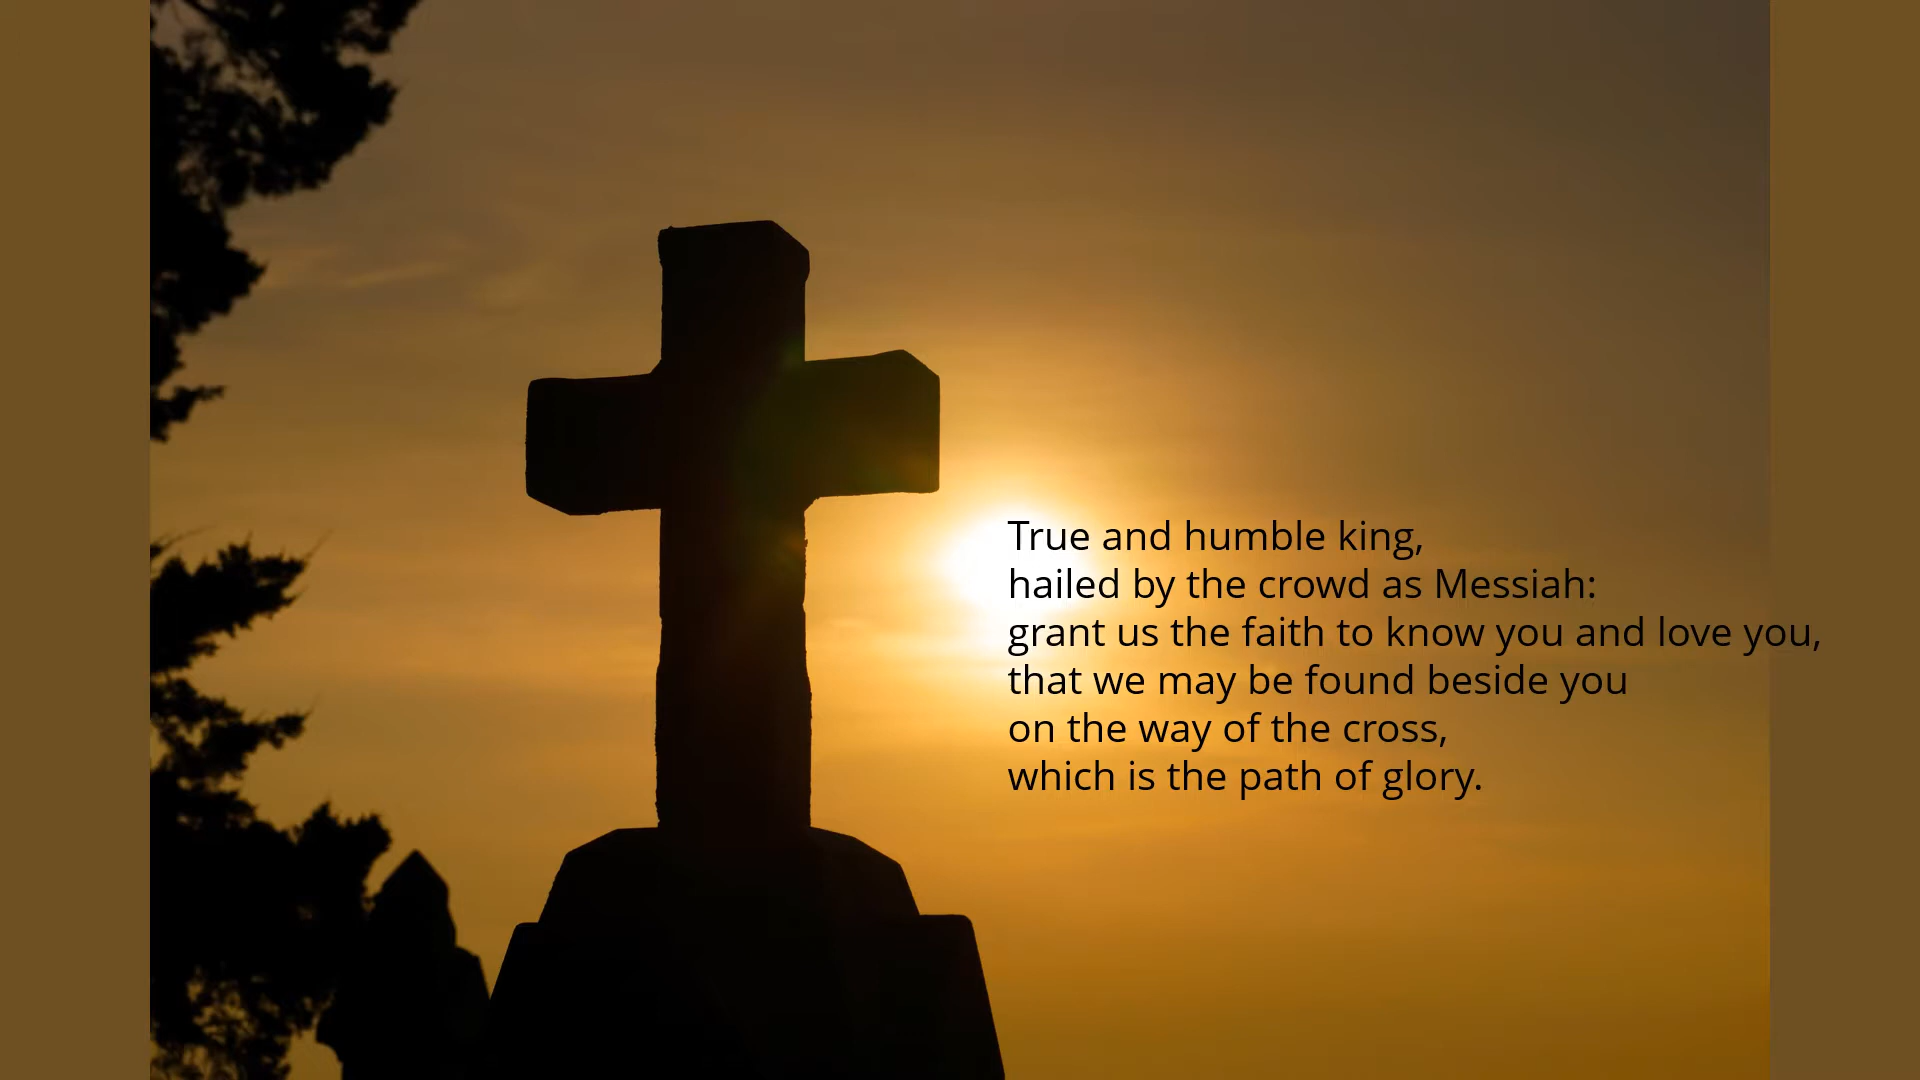 True and humble king,
hailed by the crowd as Messiah:
grant us the faith to know you and love you,
that we may be found beside you
on the way of the cross,
which is the path of glory.